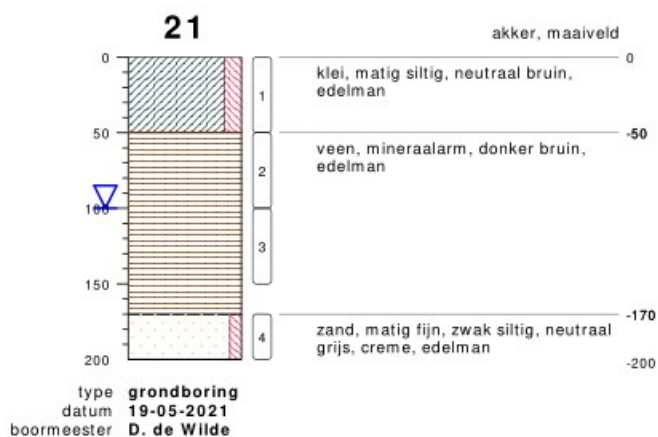 21
akker, maaiveld
0
0
klei, matig siltig, neutraal bruin,
edelman
1
50
-50
veen, mineraalarm, donker bruin,
edelman
2
100
3
150
-170
zand, matig fijn, zwak siltig, neutraal
grijs, creme, edelman
4
200
-200
type grondboring
datum 19-05-2021
boormeester D. de Wilde